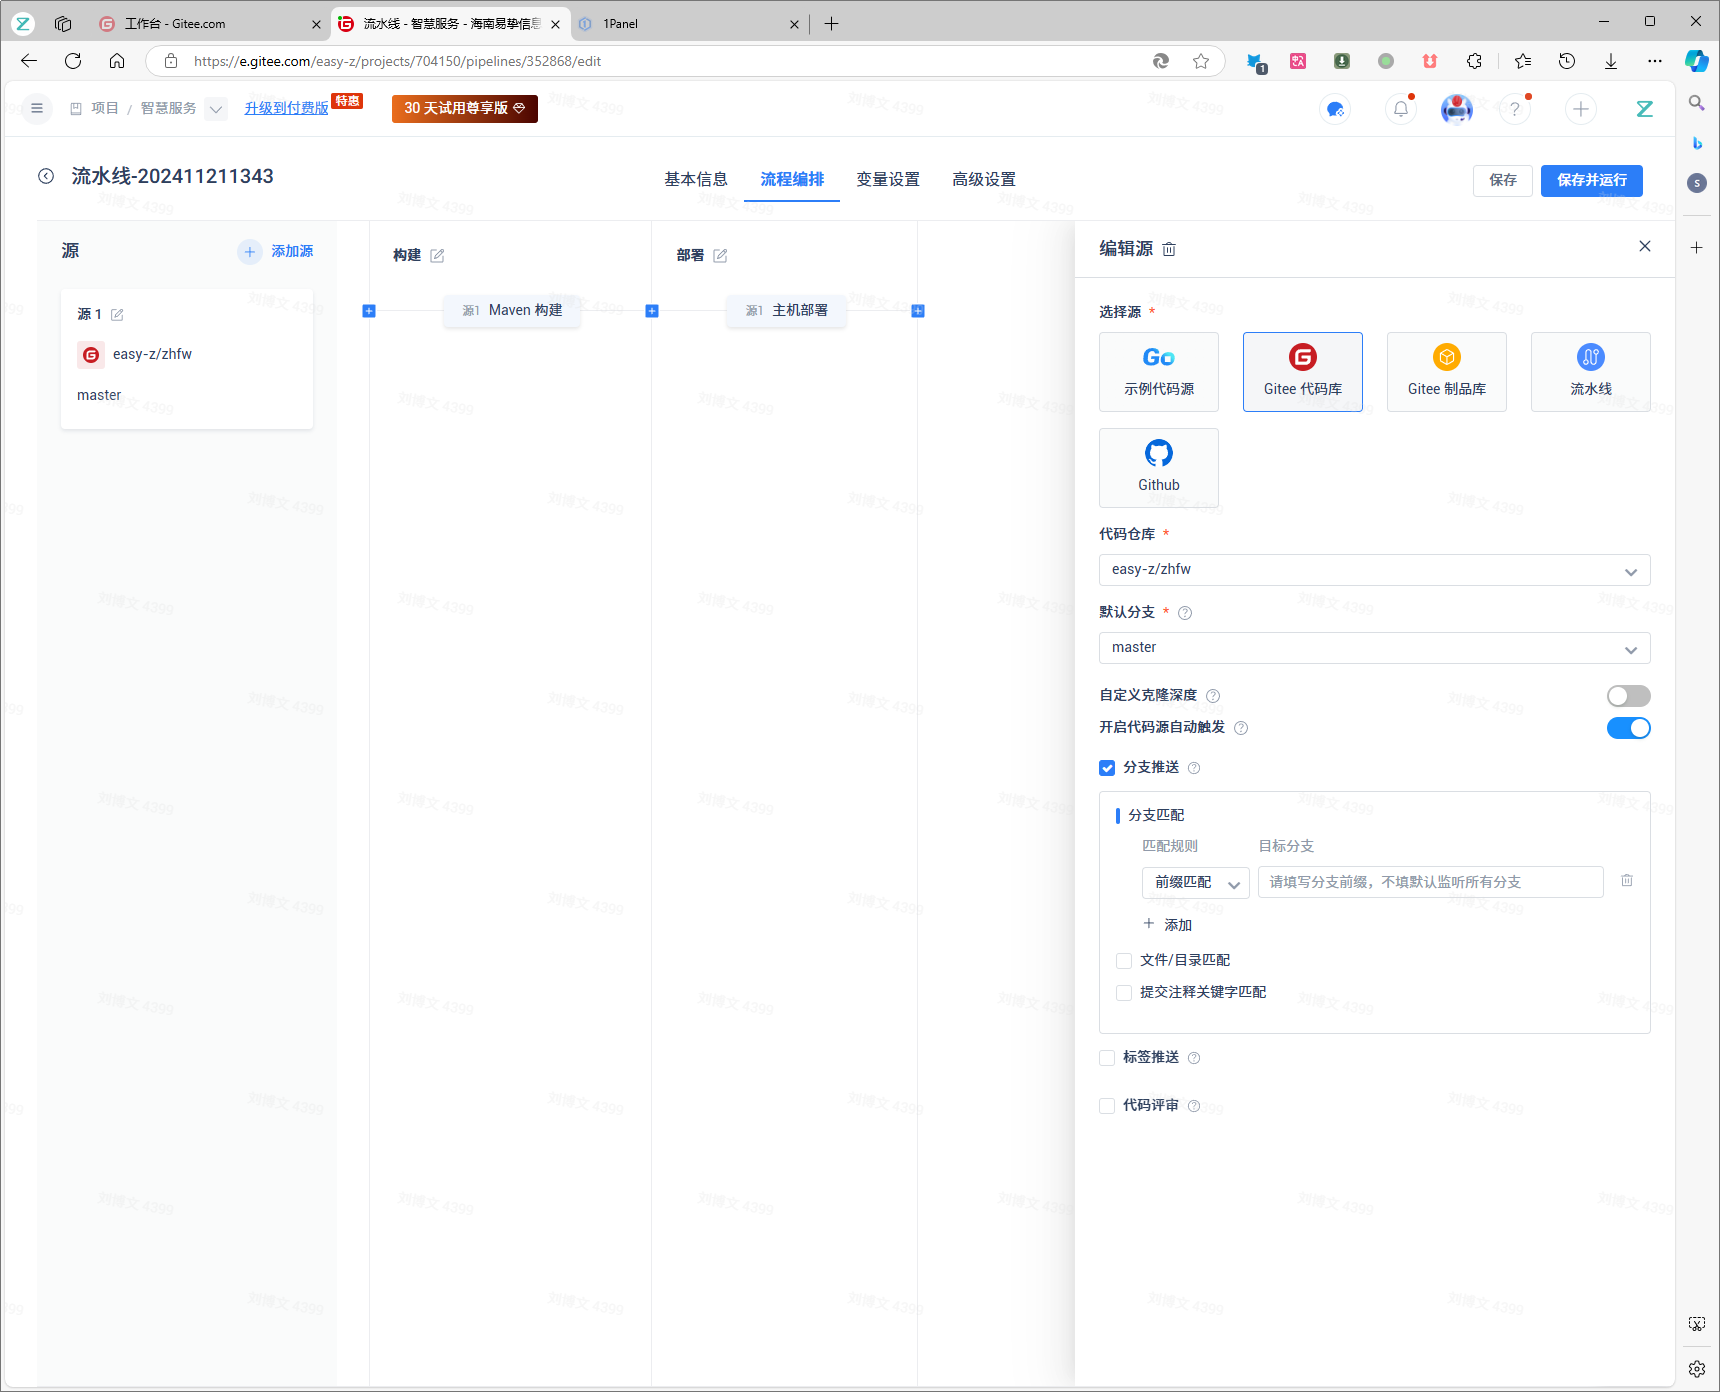 工作台 - Gitee.com
流水线 - 智慧服务 - 海南易挚信息
1Panel
https://e.gitee.com/easy-z/projects/704150/pipelines/352868/edit
1
项目 / 智慧服务
升级到付费版
特惠
30 天试用尊享版
流水线-202411211343
基本信息
流程编排
变量设置
高级设置
保存
保存并运行
源
添加源
源 1
easy-z/zhfw
master
构建
源1 Maven 构建
部署
源1 主机部署
编辑源
选择源 *
示例代码源
Gitee 代码库
Gitee 制品库
流水线
Github
代码仓库 *
easy-z/zhfw
默认分支 *
master
自定义克隆深度
开启代码源自动触发
分支推送
分支匹配
匹配规则
目标分支
前缀匹配
请填写分支前缀，不填默认监听所有分支
添加
文件/目录匹配
提交注释关键字匹配
标签推送
代码评审
刘博文 4399